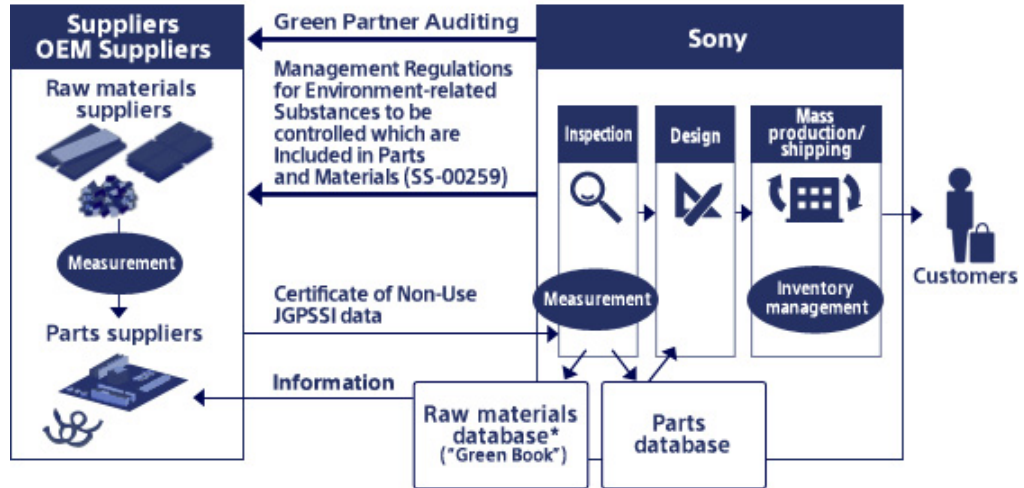 Suppliers
OEM Suppliers
Raw materials
suppliers
Measurement
Parts suppliers
Green Partner Auditing
Management Regulations
for Environment-related
Substances to be
controlled which are
Included in Parts
and Materials (SS-00259)
Certificate of Non-Use
JGPSSI data
Information
Sony
Inspection
Measurement
Design
Mass
production/
shipping
Inventory
management
Customers
Raw materials
database*
("Green Book")
Parts
database